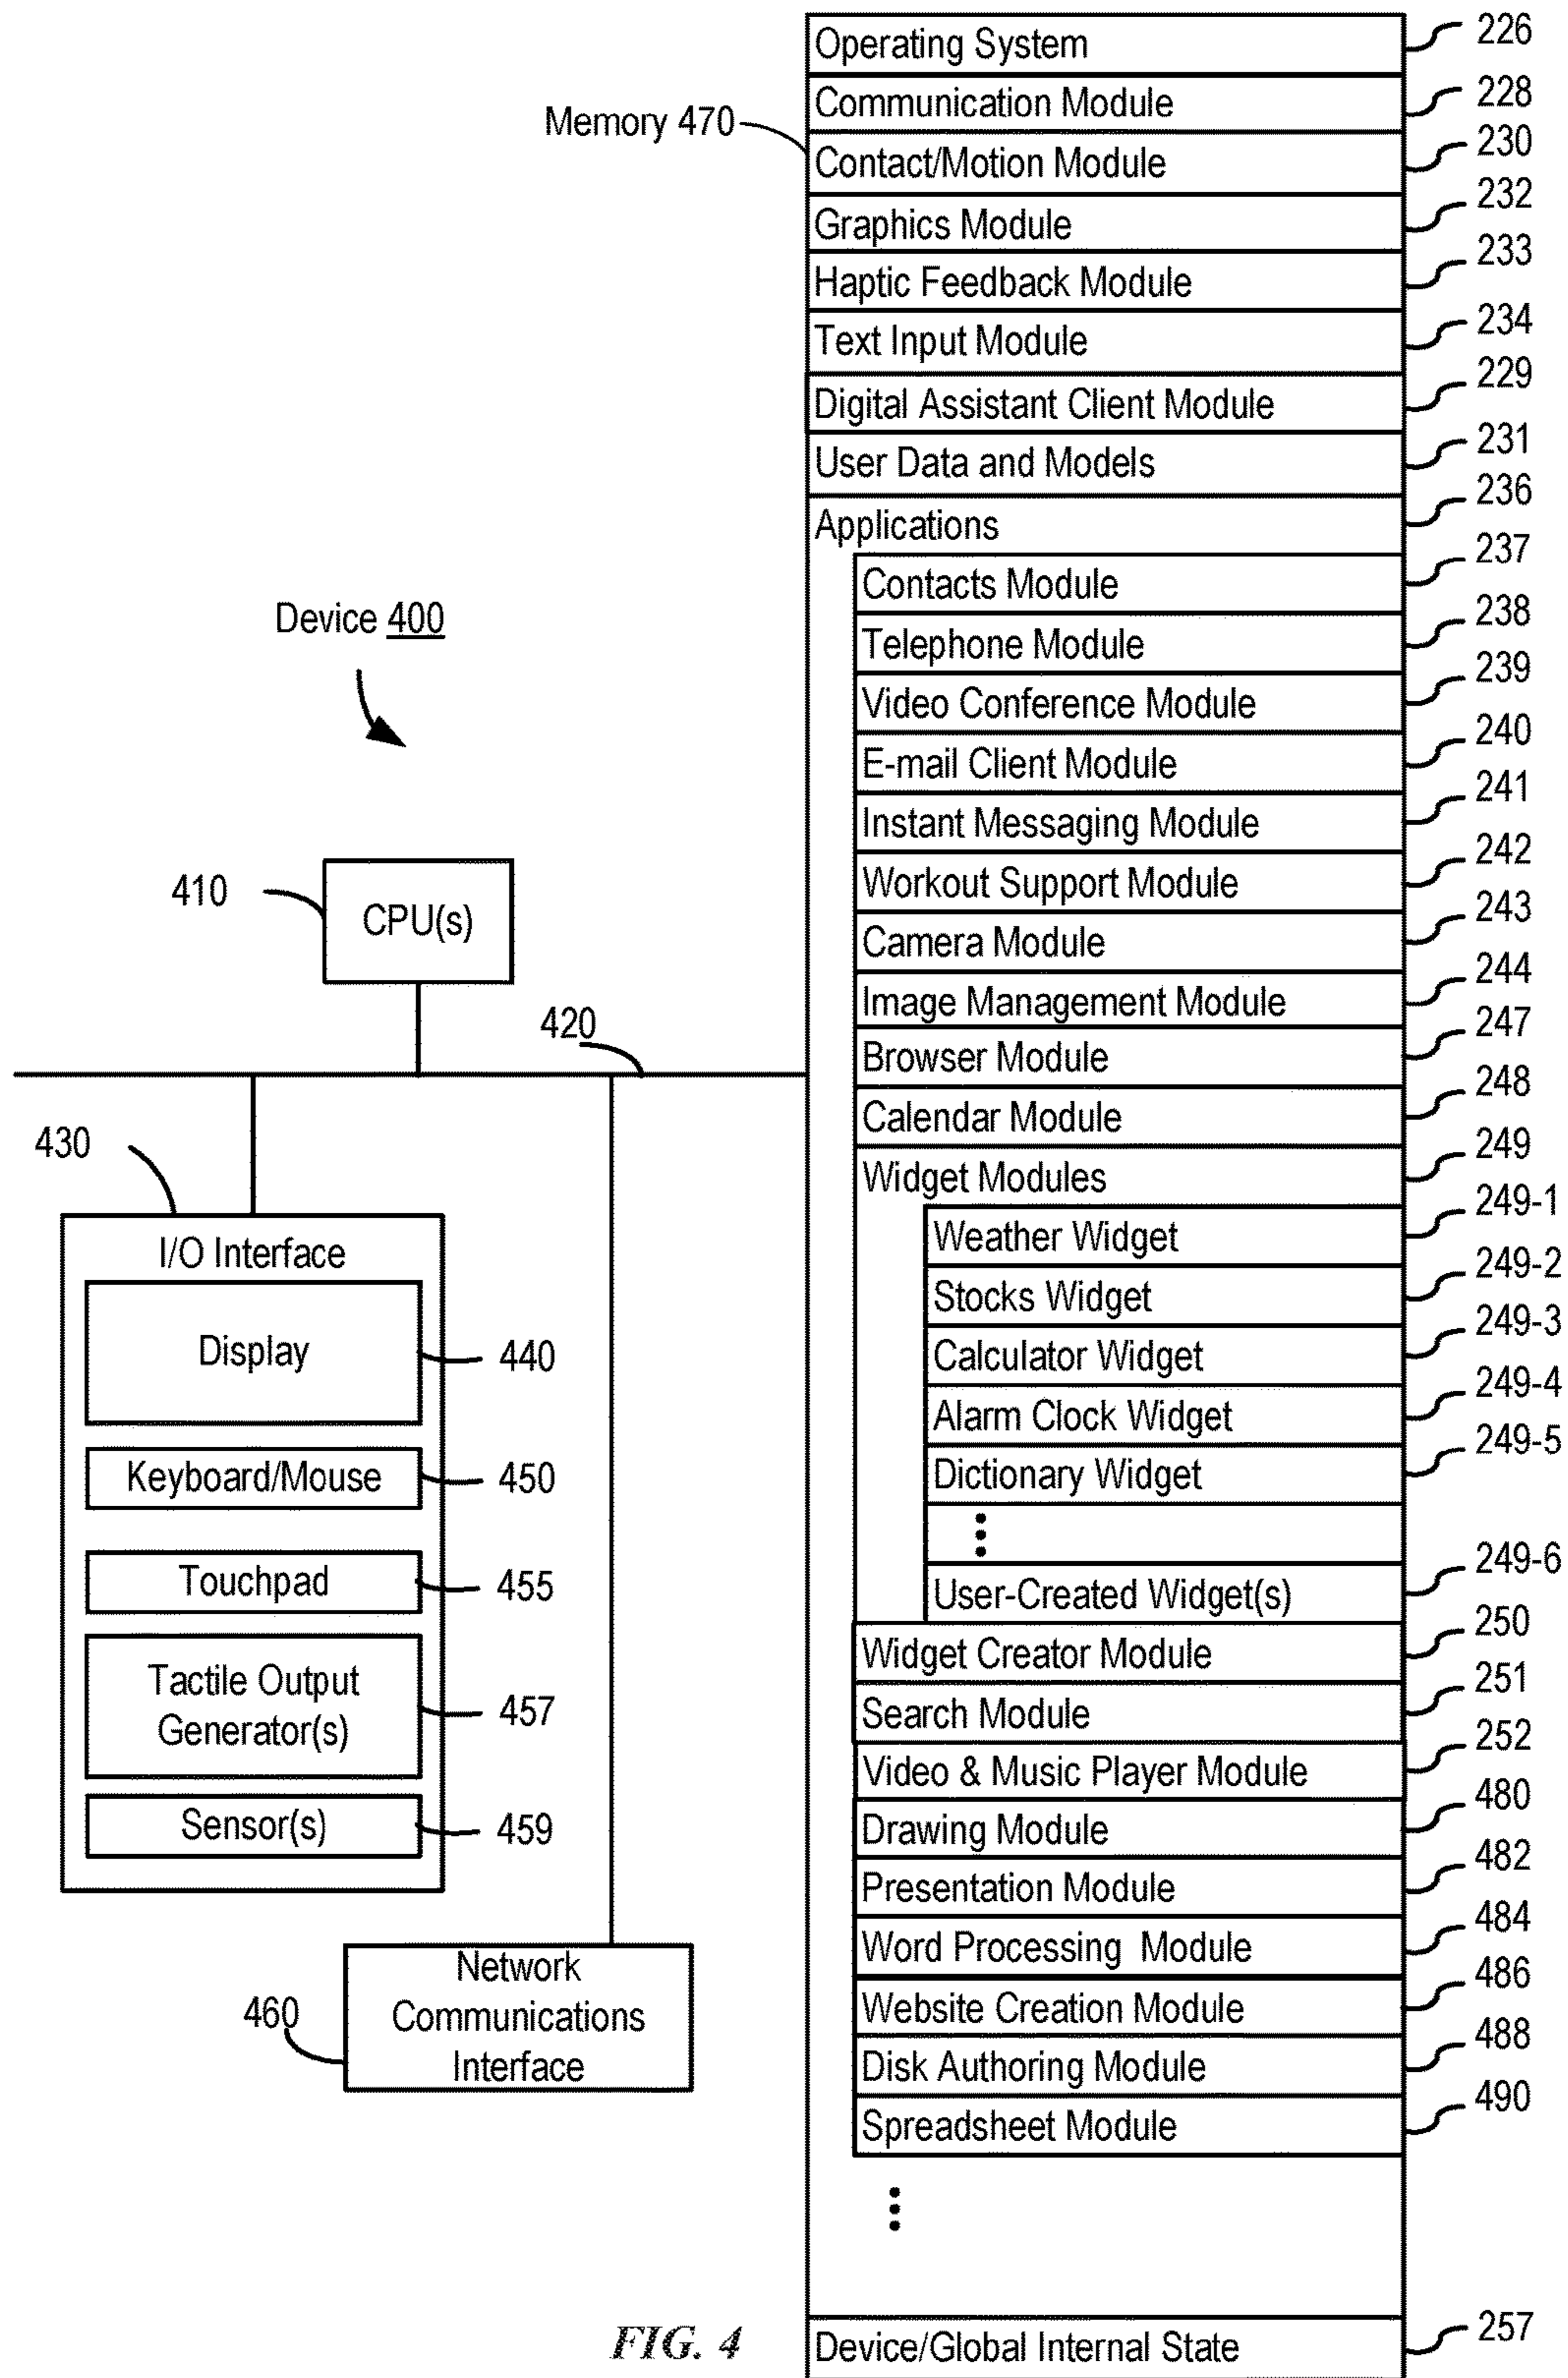 Operating System 226
Communication Module 228
Memory 470
Contact/Motion Module 230
Graphics Module 232
Haptic Feedback Module 233
Text Input Module 234
Digital Assistant Client Module 229
User Data and Models 231
Applications 236
Contacts Module 237
Device 400
Telephone Module 238
Video Conference Module 239
E-mail Client Module 240
Instant Messaging Module 241
Workout Support Module 242
410
CPU(s)
Camera Module 243
Image Management Module 244
420
Browser Module 247
Calendar Module 248
430
Widget Modules 249
Weather Widget 249-1
I/O Interface
Stocks Widget 249-2
Display 440
Calculator Widget 249-3
Alarm Clock Widget 249-4
Keyboard/Mouse 450
Dictionary Widget 249-5
Touchpad 455
User-Created Widget(s) 249-6
Widget Creator Module 250
Tactile Output
Generator(s) 457
Search Module 251
Video & Music Player Module 252
Sensor(s) 459
Drawing Module 480
Presentation Module 482
Word Processing Module 484
Network
Communications
Interface
460
Website Creation Module 486
Disk Authoring Module 488
Spreadsheet Module 490
FIG. 4
Device/Global Internal State 257